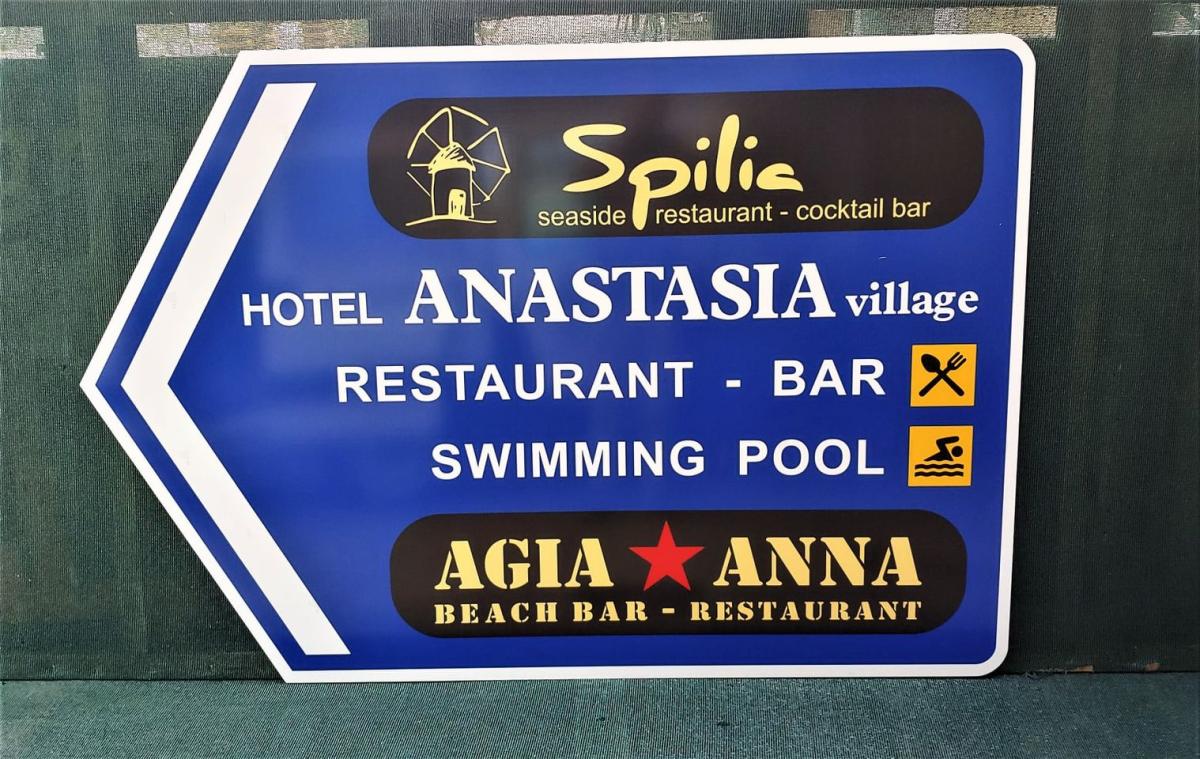 Spilia
seaside restaurant - cocktail bar
HOTEL ANASTASIA village
RESTAURANT - BAR
SWIMMING POOL
AGIA ANNA
BEACH BAR - RESTAURANT